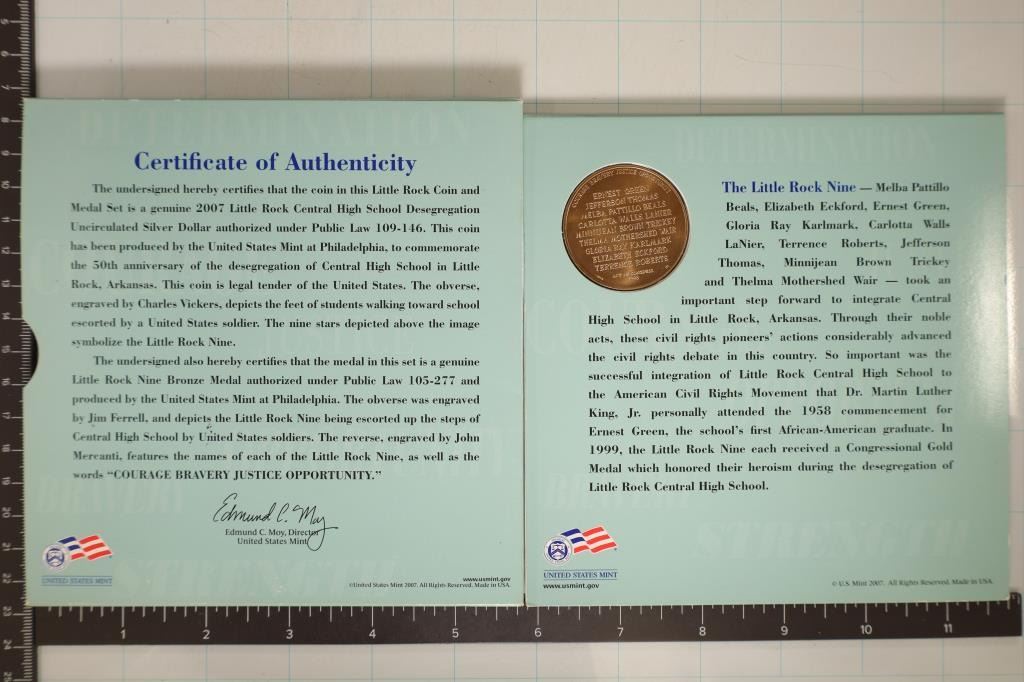 DETERMINATION
Certificate of Authenticity
The undersigned hereby certifies that the coin in this Little Rock Coin and
Medal Set is a genuine 2007 Little Rock Central High School Desegregation
Uncirculated Silver Dollar authorized under Public Law 109-146. This coin
has been produced by the United States Mint at Philadelphia, to commemorate
the 50th anniversary of the desegregation of Central High School in Little
Rock, Arkansas. This coin is legal tender of the United States. The obverse,
engraved by Charles Vickers, depicts the feet of students walking toward school
escorted by a United States soldier. The nine stars depicted above the image
symbolize the Little Rock Nine.
The undersigned also hereby certifies that the medal in this set is a genuine
Little Rock Nine Bronze Medal authorized under Public Law 105-277 and
produced by the United States Mint at Philadelphia. The obverse was engraved
by Jim Ferrell, and depicts the Little Rock Nine being escorted up the steps of
Central High School by United States soldiers. The reverse, engraved by John
Mercanti, features the names of each of the Little Rock Nine, as well as the
words “COURAGE BRAVERY JUSTICE OPPORTUNITY.”
BRAVERY
Edmund C. Moy
Edmund C. Moy, Director
United States Mint
UNITED STATES MINT
www.usmint.gov
©United States Mint 2007. All Rights Reserved. Made in USA.
DETERMINATION
BRAVERY JUSTICE OPPORTUNITY
ERNEST GREEN
JEFFERSON THOMAS
MELBA PATTILLO BEALS
CARLOTTA WALLS LANIER
MINNIJEAN BROWN TRICKEY
THELMA MOTHERSHED WAIR
GLORIA RAY KARLMARK
ELIZABETH ECKFORD
TERRENCE ROBERTS
ACT OF CONGRESS
The Little Rock Nine — Melba Pattillo
Beals, Elizabeth Eckford, Ernest Green,
Gloria Ray Karlmark, Carlotta Walls
LaNier, Terrence Roberts, Jefferson
Thomas, Minnijean Brown Trickey
and Thelma Mothershed Wair — took an
important step forward to integrate Central
High School in Little Rock, Arkansas. Through their noble
acts, these civil rights pioneers’ actions considerably advanced
the civil rights debate in this country. So important was the
successful integration of Little Rock Central High School to
the American Civil Rights Movement that Dr. Martin Luther
King, Jr. personally attended the 1958 commencement for
Ernest Green, the school’s first African-American graduate. In
1999, the Little Rock Nine each received a Congressional Gold
Medal which honored their heroism during the desegregation of
Little Rock Central High School.
BRAVERY
UNITED STATES MINT
www.usmint.gov
© U.S. Mint 2007. All Rights Reserved. Made in USA.
1 2 3 4 5 6 7 8 9 10 11